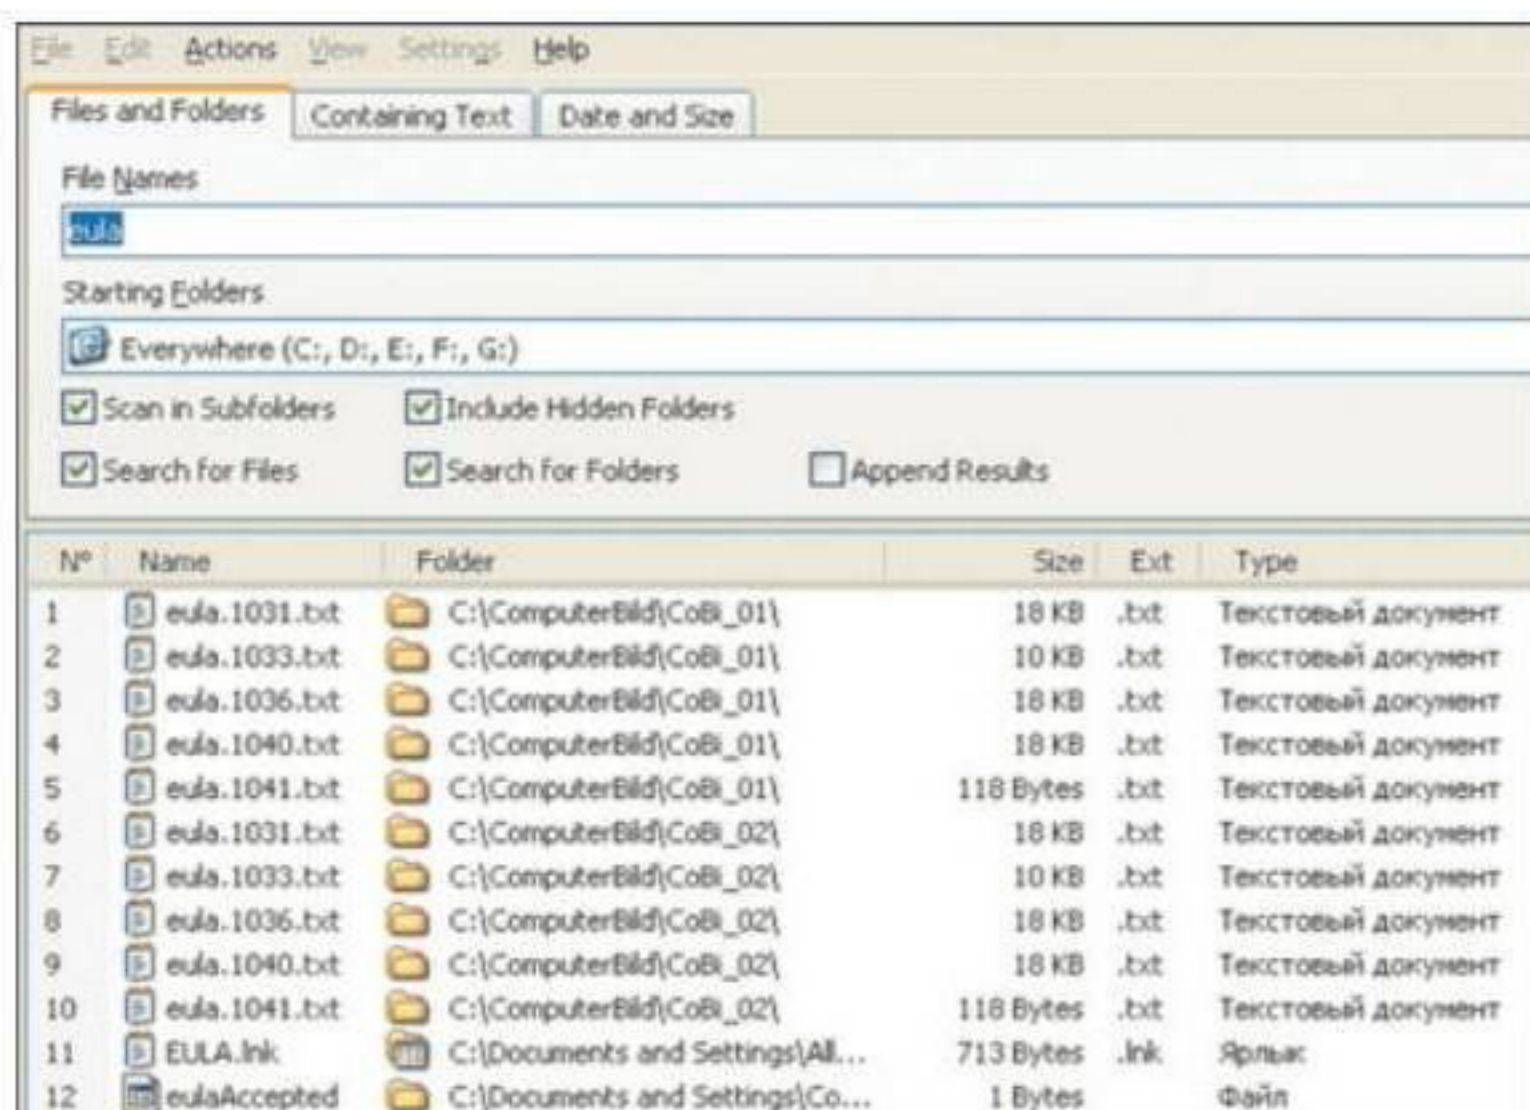 File Edit Actions View Settings Help
Files and Folders Containing Text Date and Size
File Names
eula
Starting Folders
Everywhere (C:, D:, E:, F:, G:)
Scan in Subfolders Include Hidden Folders
Search for Files Search for Folders Append Results
Nº Name Folder Size Ext Type
1 eula.1031.txt C:\ComputerBild\CoBi_01\ 18 KB .txt Текстовый документ
2 eula.1033.txt C:\ComputerBild\CoBi_01\ 10 KB .txt Текстовый документ
3 eula.1036.txt C:\ComputerBild\CoBi_01\ 18 KB .txt Текстовый документ
4 eula.1040.txt C:\ComputerBild\CoBi_01\ 18 KB .txt Текстовый документ
5 eula.1041.txt C:\ComputerBild\CoBi_01\ 118 Bytes .txt Текстовый документ
6 eula.1031.txt C:\ComputerBild\CoBi_02\ 18 KB .txt Текстовый документ
7 eula.1033.txt C:\ComputerBild\CoBi_02\ 10 KB .txt Текстовый документ
8 eula.1036.txt C:\ComputerBild\CoBi_02\ 18 KB .txt Текстовый документ
9 eula.1040.txt C:\ComputerBild\CoBi_02\ 18 KB .txt Текстовый документ
10 eula.1041.txt C:\ComputerBild\CoBi_02\ 118 Bytes .txt Текстовый документ
11 EULA.lnk C:\Documents and Settings\All... 713 Bytes .lnk Ярлык
12 eulaAccepted C:\Documents and Settings\Co... 1 Bytes Файл